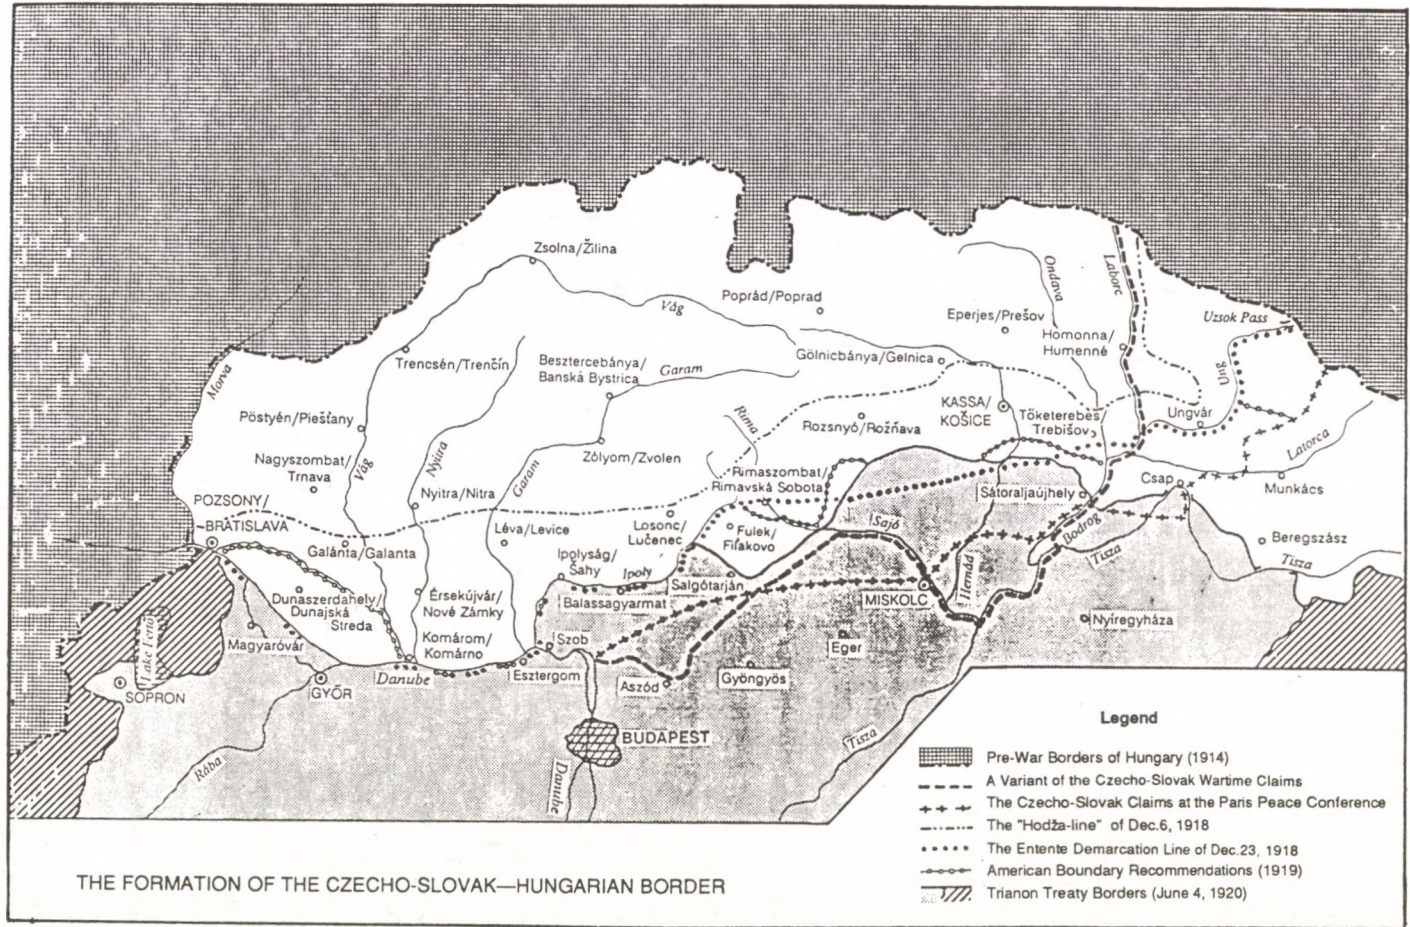 Zsolna/Žilina
Ondava
Laborc
Poprád/Poprad
Vág
Eperjes/Prešov
Uzsok Pass
Homonna/
Humenné
Morva
Trencsén/Trenčín
Besztercebánya/
Banská Bystrica
Garam
Gölnicbánya/Gelnica
Ung
Pöstyén/Piešťany
Rima
Rozsnyó/Rožňava
KASSA/
KOŠICE
Tőketerebes/
Trebišov
Ungvár
Nagyszombat/
Trnava
Vág
Nyitra
Garam
Zólyom/Zvolen
Latorca
Rimaszombat/
Rimavská Sobota
POZSONY/
BRATISLAVA
Nyitra/Nitra
Sátoraljaújhely
Csap
Munkács
Galánta/Galanta
Léva/Levice
Losonc/
Lučenec
Fulek/
Fiľakovo
Sajó
Bodrog
Beregszász
Ipolyság/
Šahy
Ipoly
Salgótarján
Hernád
Tisza
Tisza
Dunaszerdahely/
Dunajská
Streda
Érsekújvár/
Nové Zámky
Balassagyarmat
MISKOLC
Magyaróvár
Komárom/
Komárno
Szob
Eger
Nyíregyháza
Lake Fertő
SOPRON
GYŐR
Danube
Esztergom
Aszód
Gyöngyös
BUDAPEST
Tisza
Rába
Danube
Legend
Pre-War Borders of Hungary (1914)
A Variant of the Czecho-Slovak Wartime Claims
The Czecho-Slovak Claims at the Paris Peace Conference
The "Hodža-line" of Dec.6, 1918
The Entente Demarcation Line of Dec.23, 1918
American Boundary Recommendations (1919)
Trianon Treaty Borders (June 4, 1920)
THE FORMATION OF THE CZECHO-SLOVAK—HUNGARIAN BORDER